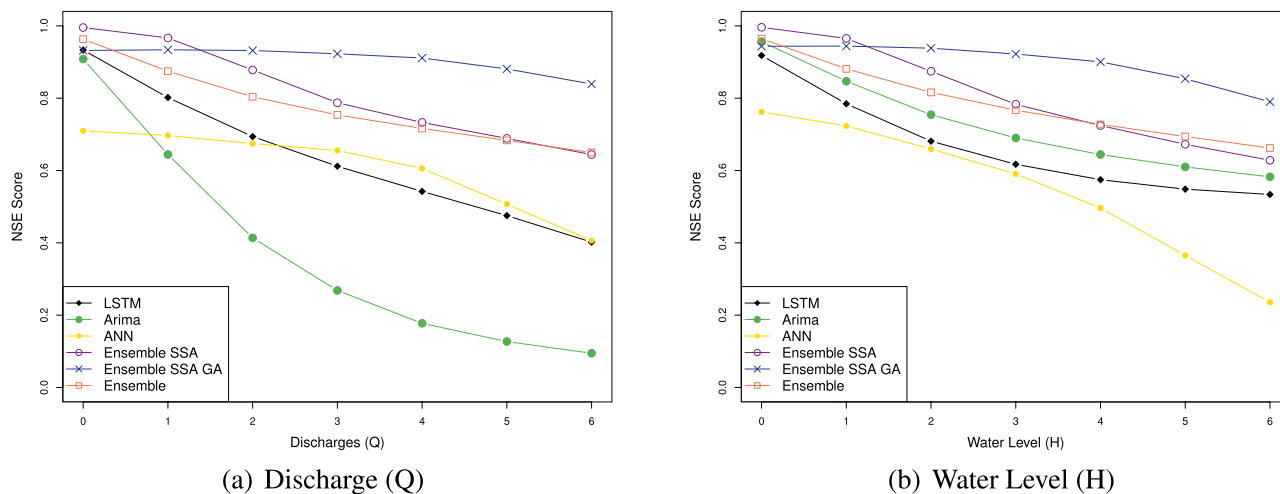 1.0
0.8
0.6
0.4
0.2
0.0
NSE Score
LSTM
Arima
ANN
Ensemble SSA
Ensemble SSA GA
Ensemble
0 1 2 3 4 5 6
Discharges (Q)
(a) Discharge (Q)
1.0
0.8
0.6
0.4
0.2
0.0
NSE Score
LSTM
Arima
ANN
Ensemble SSA
Ensemble SSA GA
Ensemble
0 1 2 3 4 5 6
Water Level (H)
(b) Water Level (H)